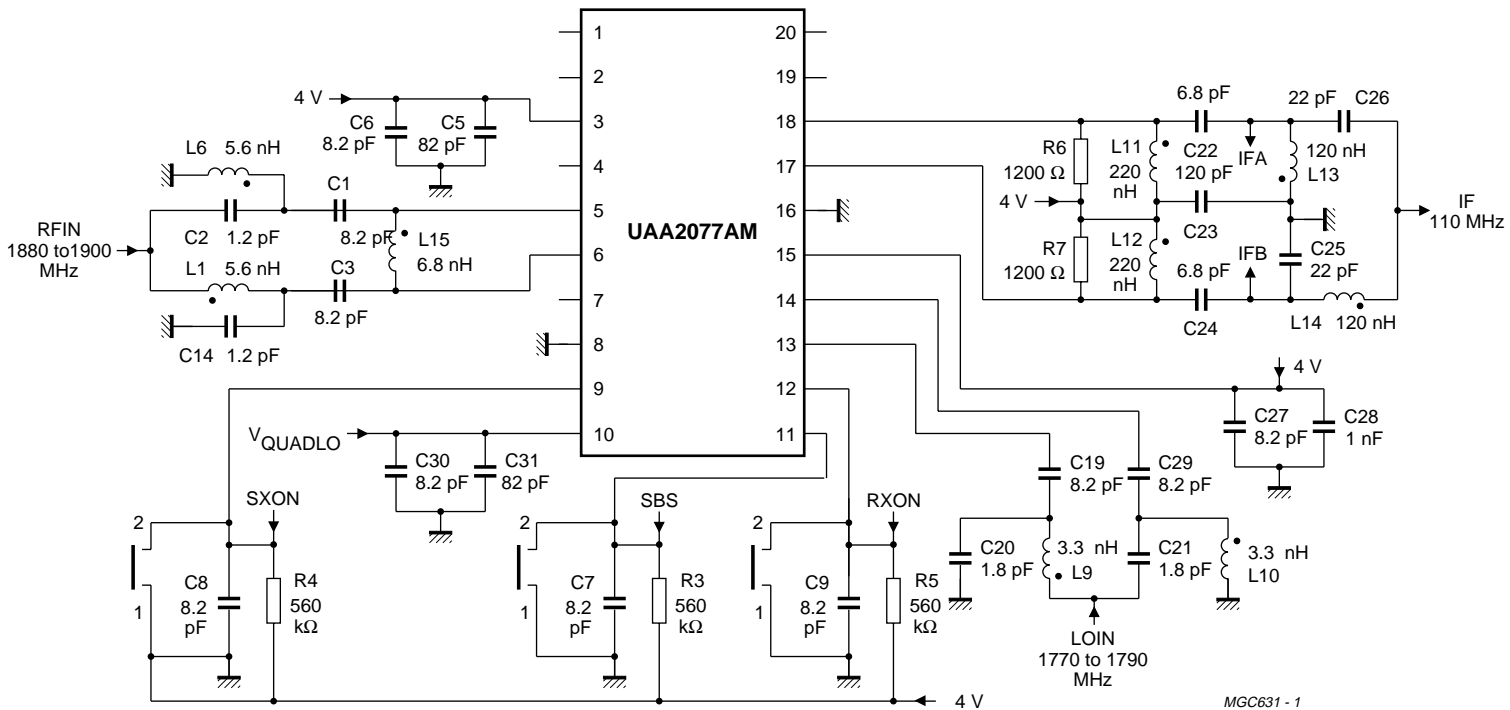 1
2
3
4
5
6
7
8
9
10
20
19
18
17
16
15
14
13
12
11
UAA2077AM
4 V
C6
8.2 pF
C5
82 pF
L6
5.6 nH
C1
8.2 pF
C2
1.2 pF
RFIN
1880 to1900
MHz
L1
5.6 nH
C3
8.2 pF
L15
6.8 nH
C14
1.2 pF
VQUADLO
C30
8.2 pF
C31
82 pF
SXON
2
1
C8
8.2
pF
R4
560
kΩ
SBS
2
1
C7
8.2
pF
R3
560
kΩ
RXON
2
1
C9
8.2
pF
R5
560
kΩ
4 V
R6
1200 Ω
4 V
R7
1200 Ω
L11
220
nH
L12
220
nH
6.8 pF
C22
120 pF
C23
6.8 pF
C24
IFA
IFB
22 pF
C26
120 nH
L13
C25
22 pF
L14
120 nH
IF
110 MHz
4 V
C27
8.2 pF
C28
1 nF
C19
8.2 pF
C29
8.2 pF
C20
1.8 pF
3.3 nH
L9
C21
1.8 pF
3.3 nH
L10
LOIN
1770 to 1790
MHz
MGC631 - 1